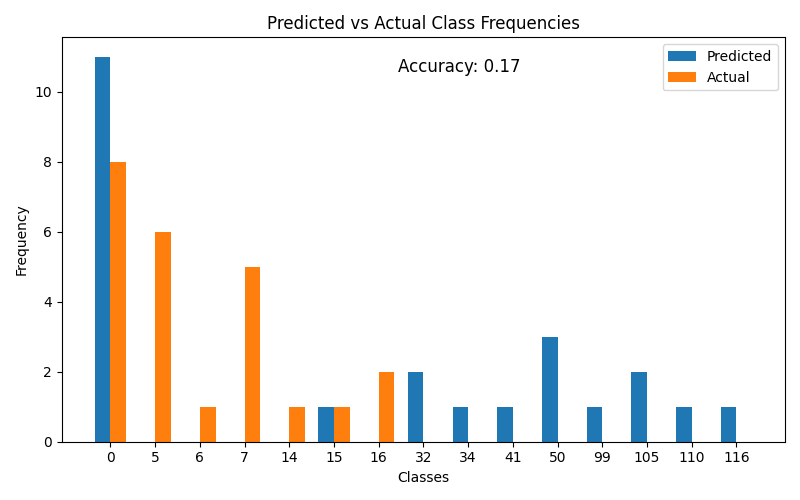 Predicted vs Actual Class Frequencies
Accuracy: 0.17
Predicted
Actual
Frequency
10
8
6
4
2
0
0 5 6 7 14 15 16 32 34 41 50 99 105 110 116
Classes